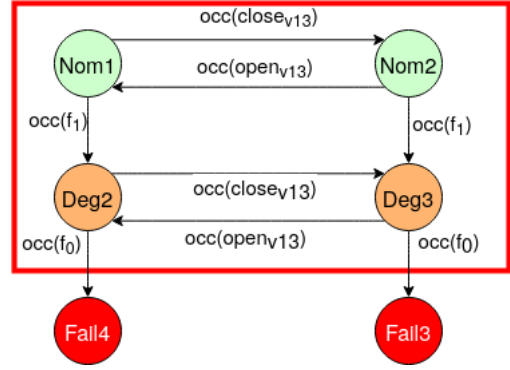 occ(close_v13)
Nom1 Nom2
occ(open_v13)
occ(f_1) occ(f_1)
Deg2 Deg3
occ(close_v13)
occ(open_v13)
occ(f_0) occ(f_0)
Fail4 Fail3